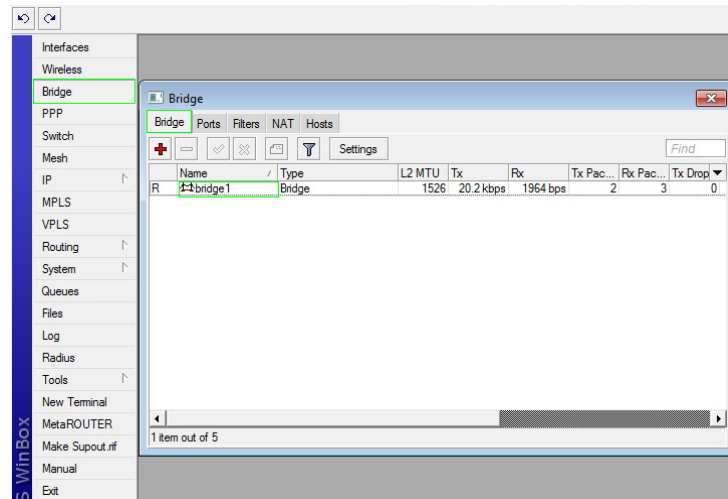 Interfaces
Wireless
Bridge
PPP
Switch
Mesh
IP
MPLS
VPLS
Routing
System
Queues
Files
Log
Radius
Tools
New Terminal
MetaROUTER
Make Supout.rif
Manual
Exit
S WinBox
Bridge
Bridge Ports Filters NAT Hosts
Settings Find
Name / Type L2 MTU Tx Rx Tx Pac... Rx Pac... Tx Drop
R bridge1 Bridge 1526 20.2 kbps 1964 bps 2 3 0
1 item out of 5